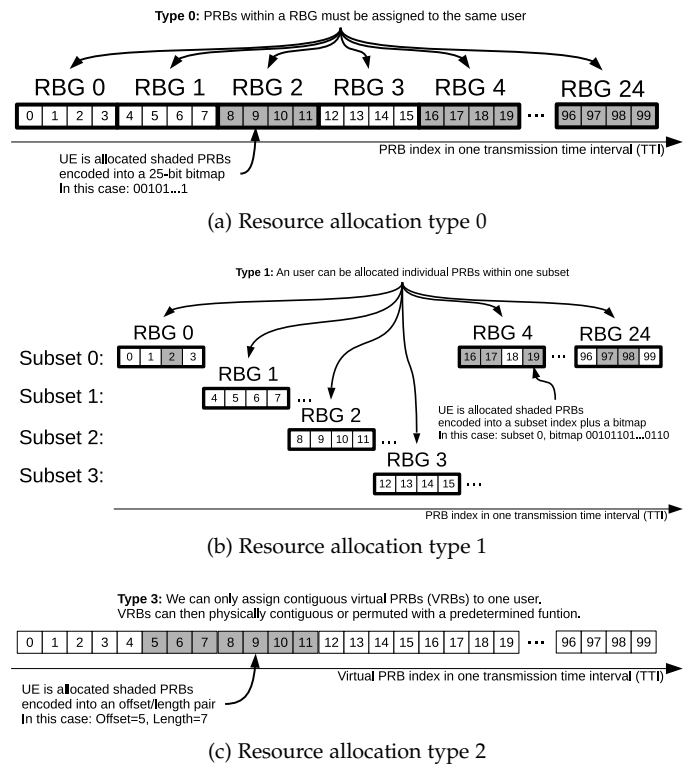 Type 0: PRBs within a RBG must be assigned to the same user
RBG 0 RBG 1 RBG 2 RBG 3 RBG 4 RBG 24
0 1 2 3 4 5 6 7 8 9 10 11 12 13 14 15 16 17 18 19 ... 96 97 98 99
PRB index in one transmission time interval (TTI)
UE is allocated shaded PRBs
encoded into a 25-bit bitmap
In this case: 00101...1
(a) Resource allocation type 0
Type 1: An user can be allocated individual PRBs within one subset
RBG 0 RBG 4 RBG 24
Subset 0: 0 1 2 3 16 17 18 19 ... 96 97 98 99
RBG 1
Subset 1: 4 5 6 7 ...
RBG 2
Subset 2: 8 9 10 11 ...
RBG 3
Subset 3: 12 13 14 15 ...
UE is allocated shaded PRBs
encoded into a subset index plus a bitmap
In this case: subset 0, bitmap 00101101...0110
PRB index in one transmission time interval (TTI)
(b) Resource allocation type 1
Type 3: We can only assign contiguous virtual PRBs (VRBs) to one user.
VRBs can then physically contiguous or permuted with a predetermined funtion.
0 1 2 3 4 5 6 7 8 9 10 11 12 13 14 15 16 17 18 19 ... 96 97 98 99
Virtual PRB index in one transmission time interval (TTI)
UE is allocated shaded PRBs
encoded into an offset/length pair
In this case: Offset=5, Length=7
(c) Resource allocation type 2